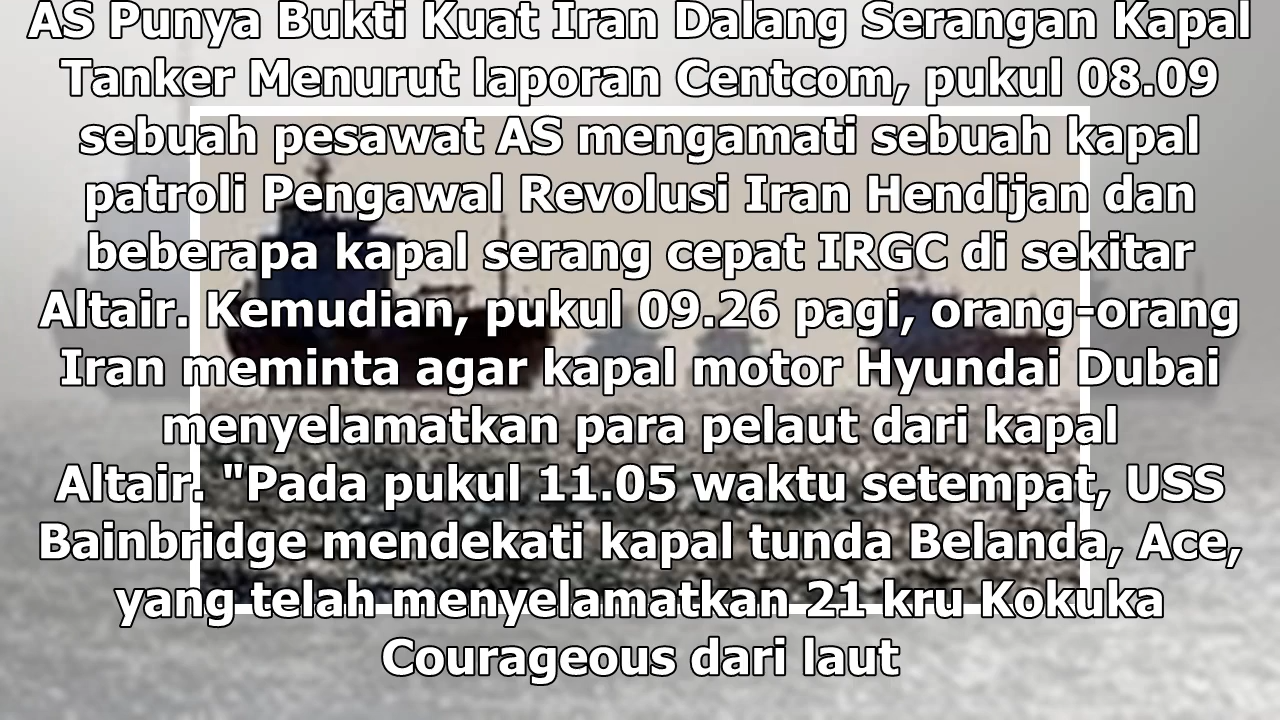 AS Punya Bukti Kuat Iran Dalang Serangan Kapal
Tanker Menurut laporan Centcom, pukul 08.09
sebuah pesawat AS mengamati sebuah kapal
patroli Pengawal Revolusi Iran Hendijan dan
beberapa kapal serang cepat IRGC di sekitar
Altair. Kemudian, pukul 09.26 pagi, orang-orang
Iran meminta agar kapal motor Hyundai Dubai
menyelamatkan para pelaut dari kapal
Altair. "Pada pukul 11.05 waktu setempat, USS
Bainbridge mendekati kapal tunda Belanda, Ace,
yang telah menyelamatkan 21 kru Kokuka
Courageous dari laut